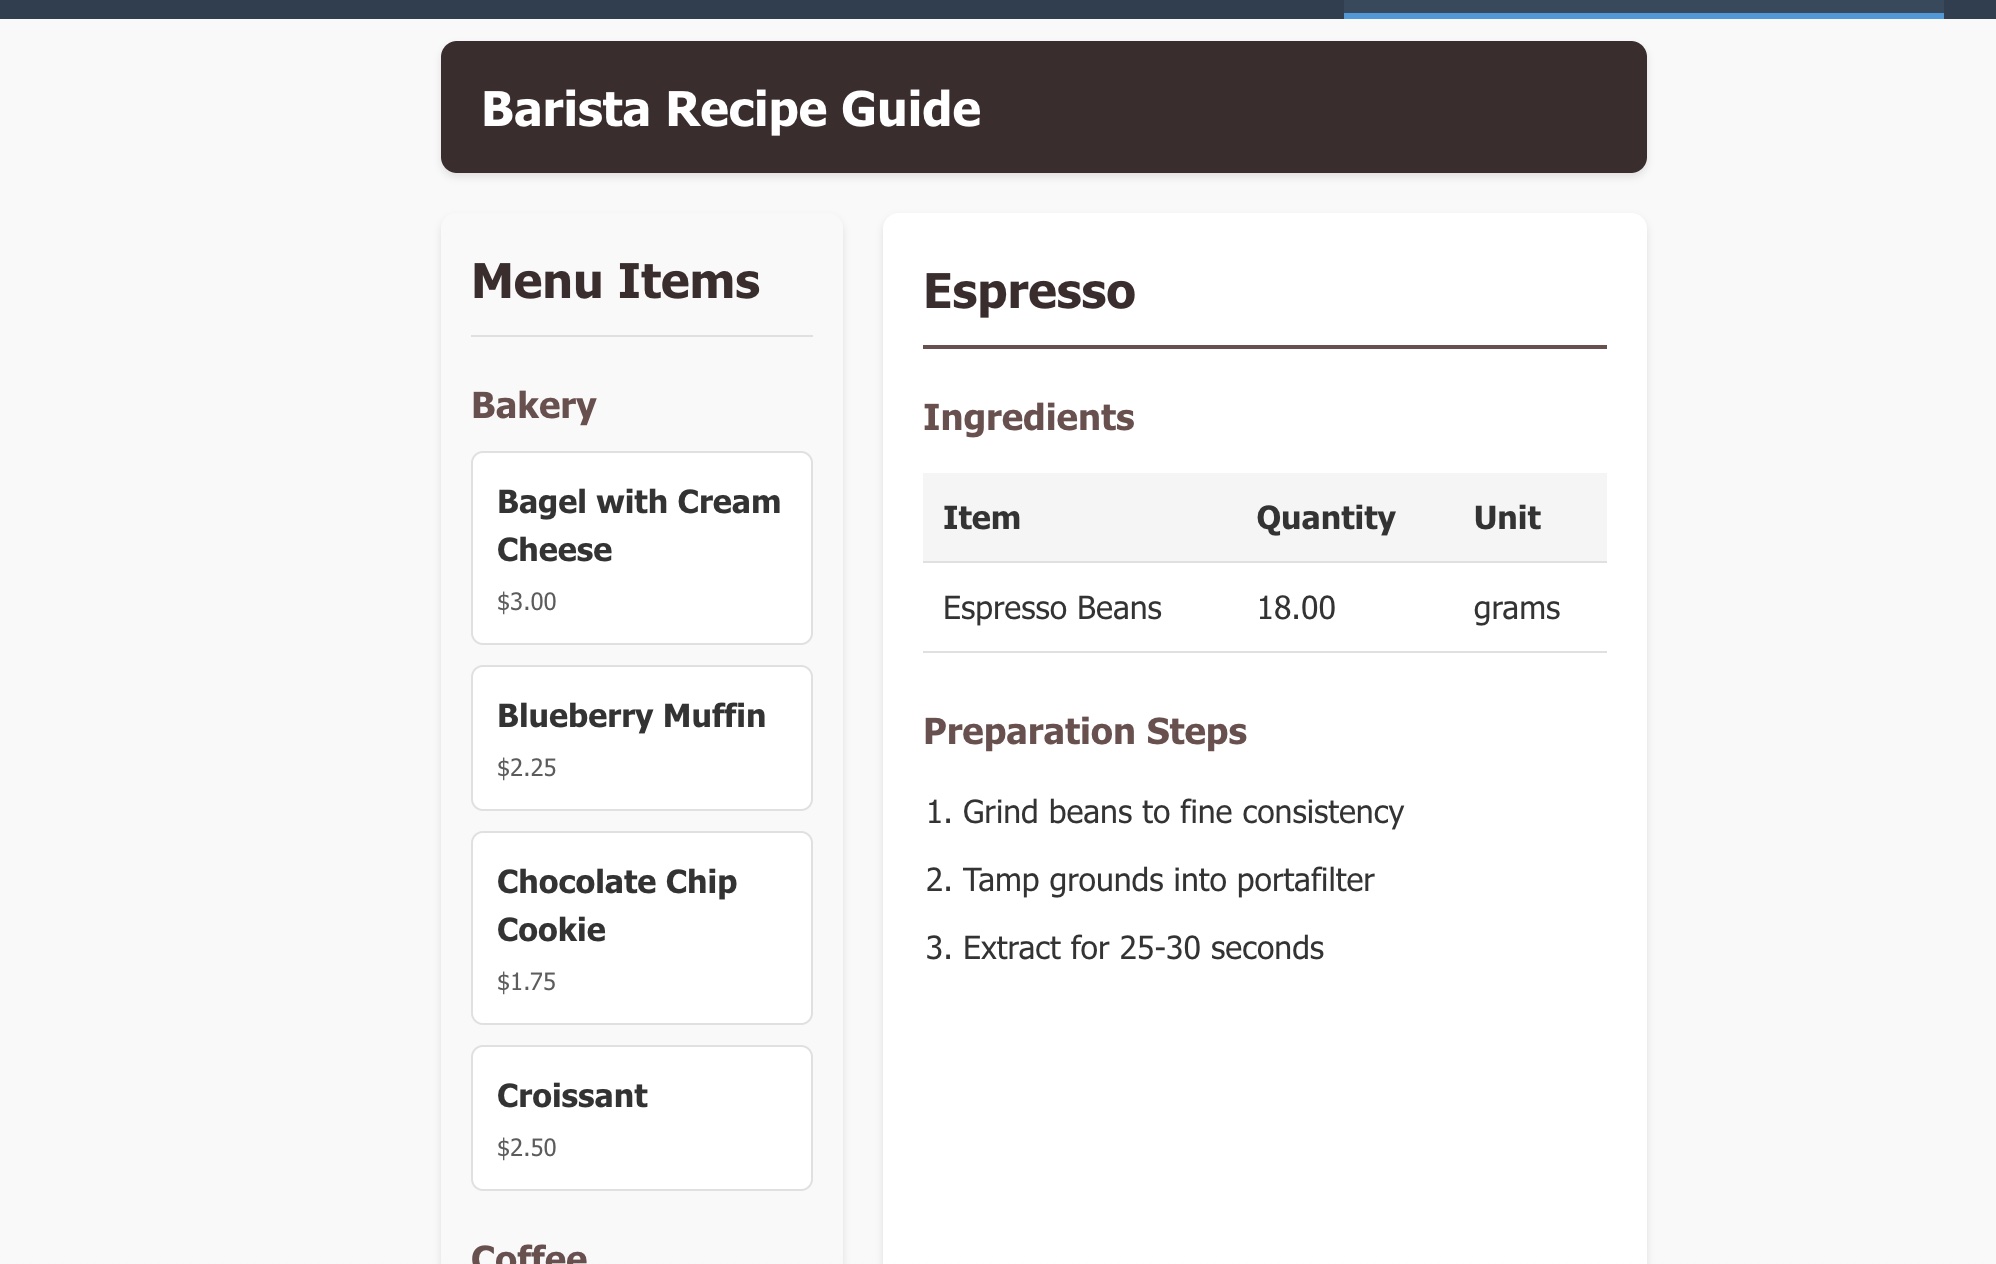 Barista Recipe Guide
Menu Items
Bakery
Bagel with Cream
Cheese
$3.00
Blueberry Muffin
$2.25
Chocolate Chip
Cookie
$1.75
Croissant
$2.50
Coffee
Espresso
Ingredients
Item Quantity Unit
Espresso Beans 18.00 grams
Preparation Steps
1. Grind beans to fine consistency
2. Tamp grounds into portafilter
3. Extract for 25-30 seconds